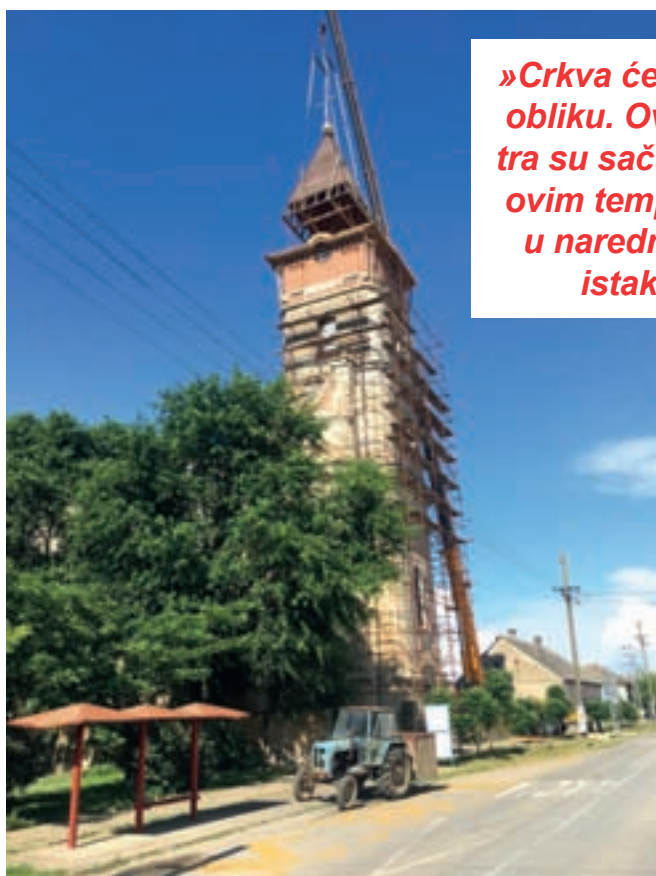 »Crkva će
obliku. Ov
tra su sač
ovim temp
u naredn
istak